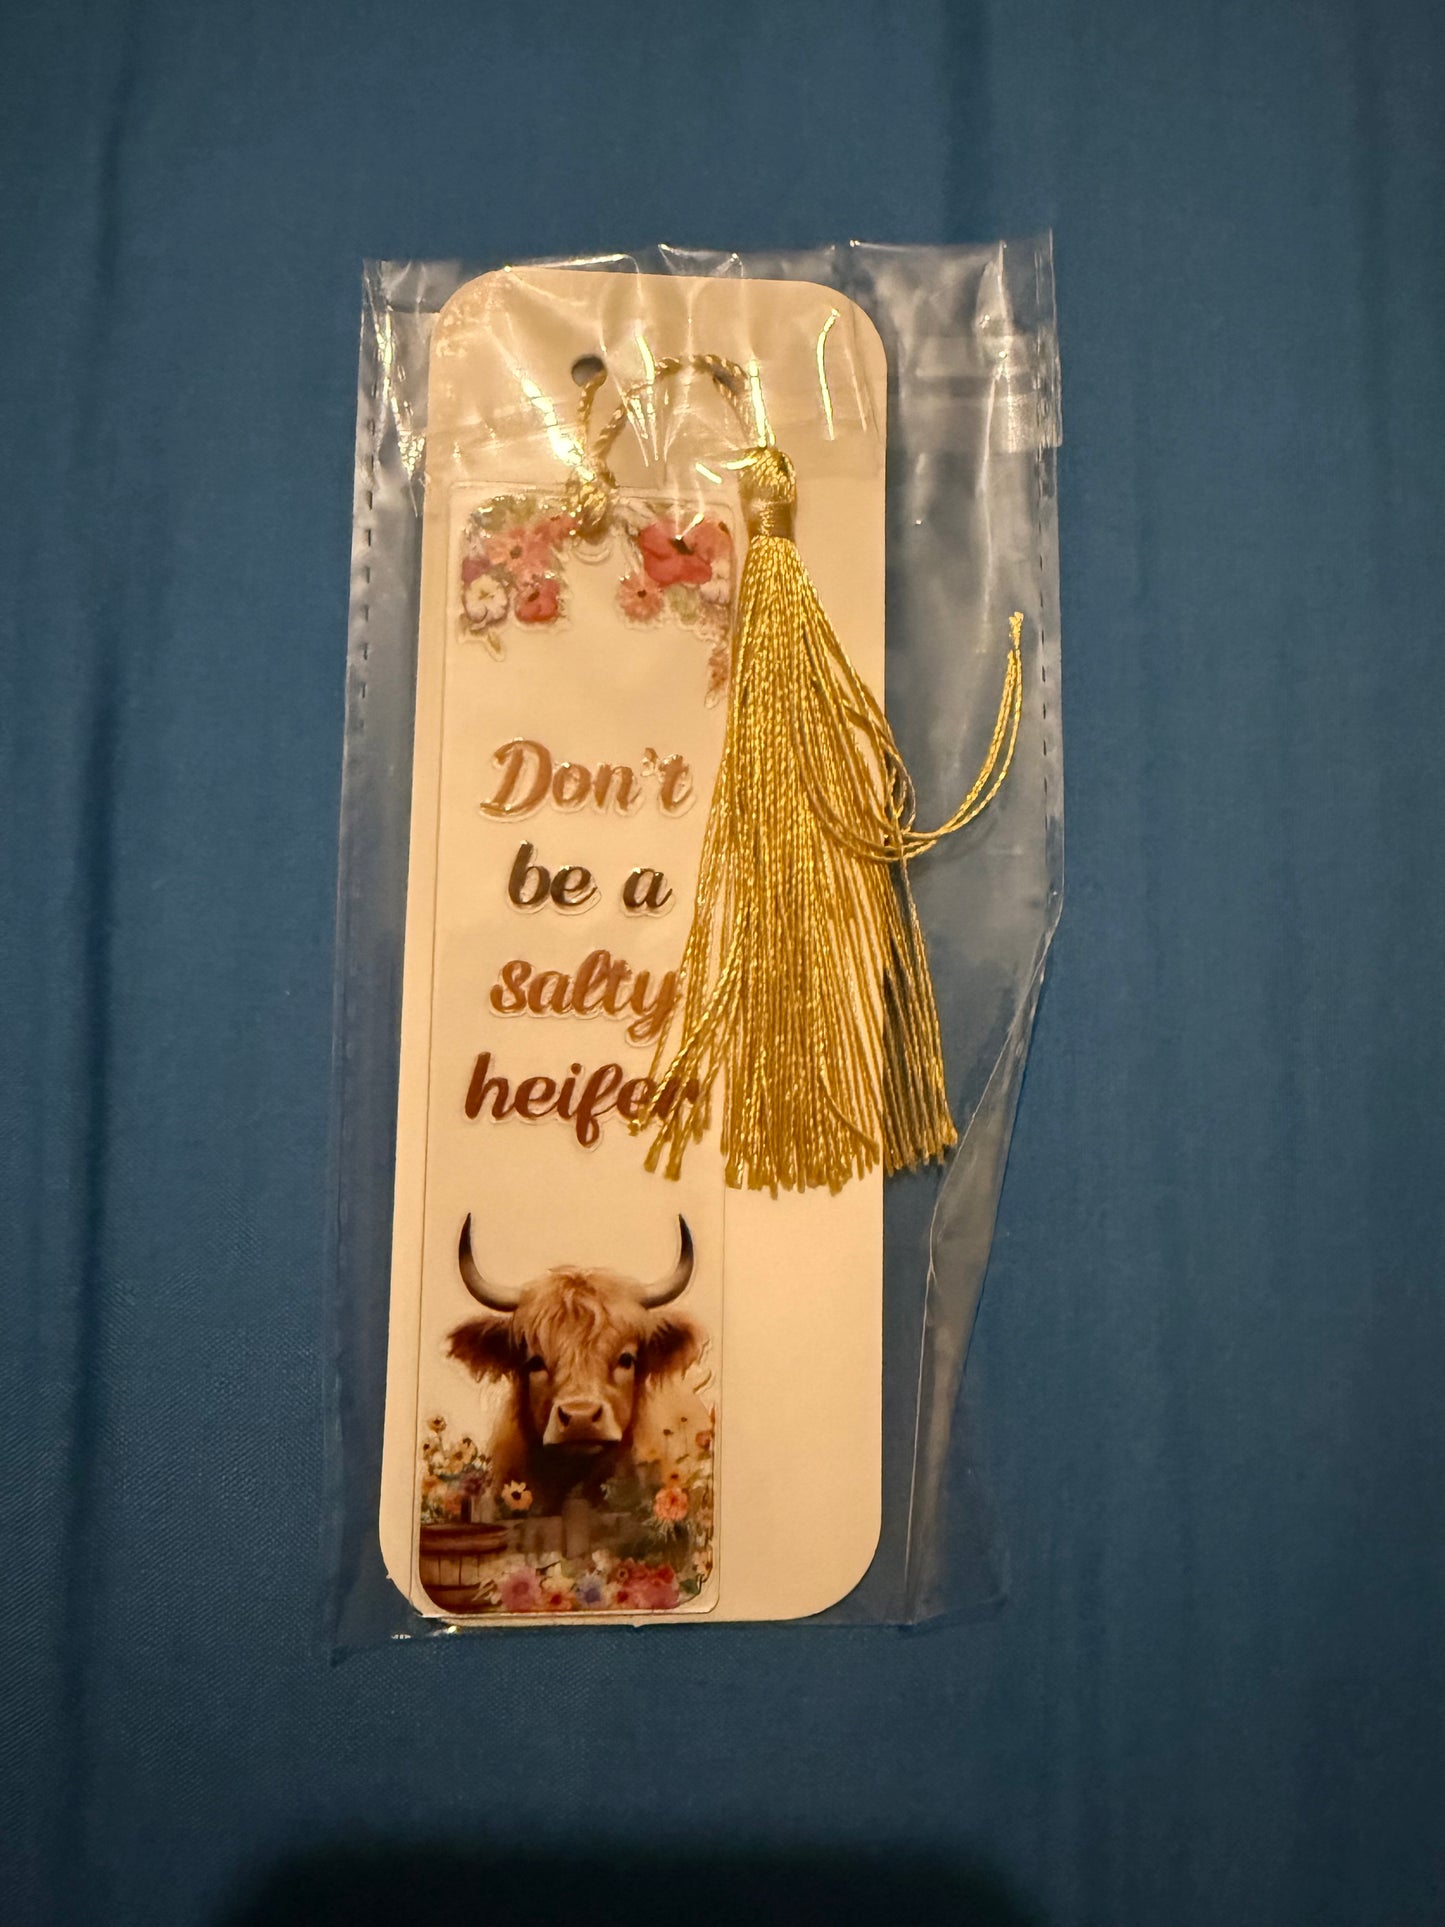 Don't
be a
salty
heifer